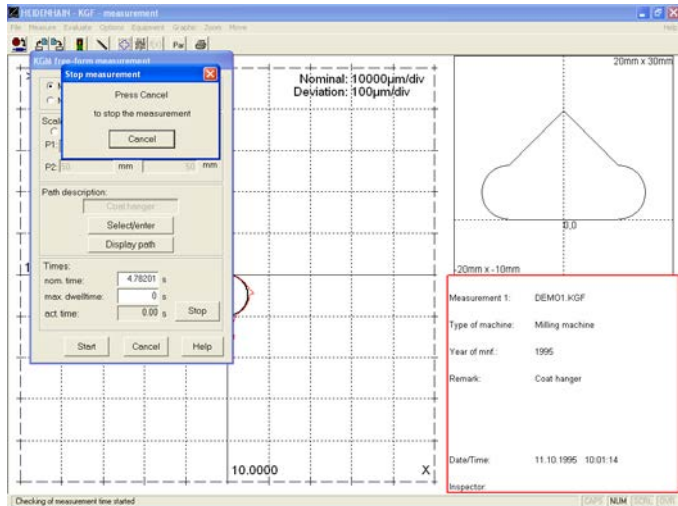 HEIDENHAIN - KGF - measurement
File Measure Evaluate Options Equipment Graphic Zoom Move Help
Par
KGM free-form measurement
Stop measurement
Press Cancel
to stop the measurement
Cancel
P1:
P2: 50 mm 50 mm
Path description:
Coat hanger
Select/enter
Display path
Times:
nom. time: 4.78201 s
max. dwelltime: 0 s
act. time: 0.00 s Stop
Start Cancel Help
Nominal: 10000µm/div
Deviation: 100µm/div
10.0000 X
20mm x 30mm
0,0
-20mm x -10mm
Measurement 1: DEMO1.KGF
Type of machine: Milling machine
Year of mnf.: 1995
Remark: Coat hanger
Date/Time: 11.10.1995 10:01:14
Inspector:
Checking of measurement time started
CAPS NUM SCRL OVR